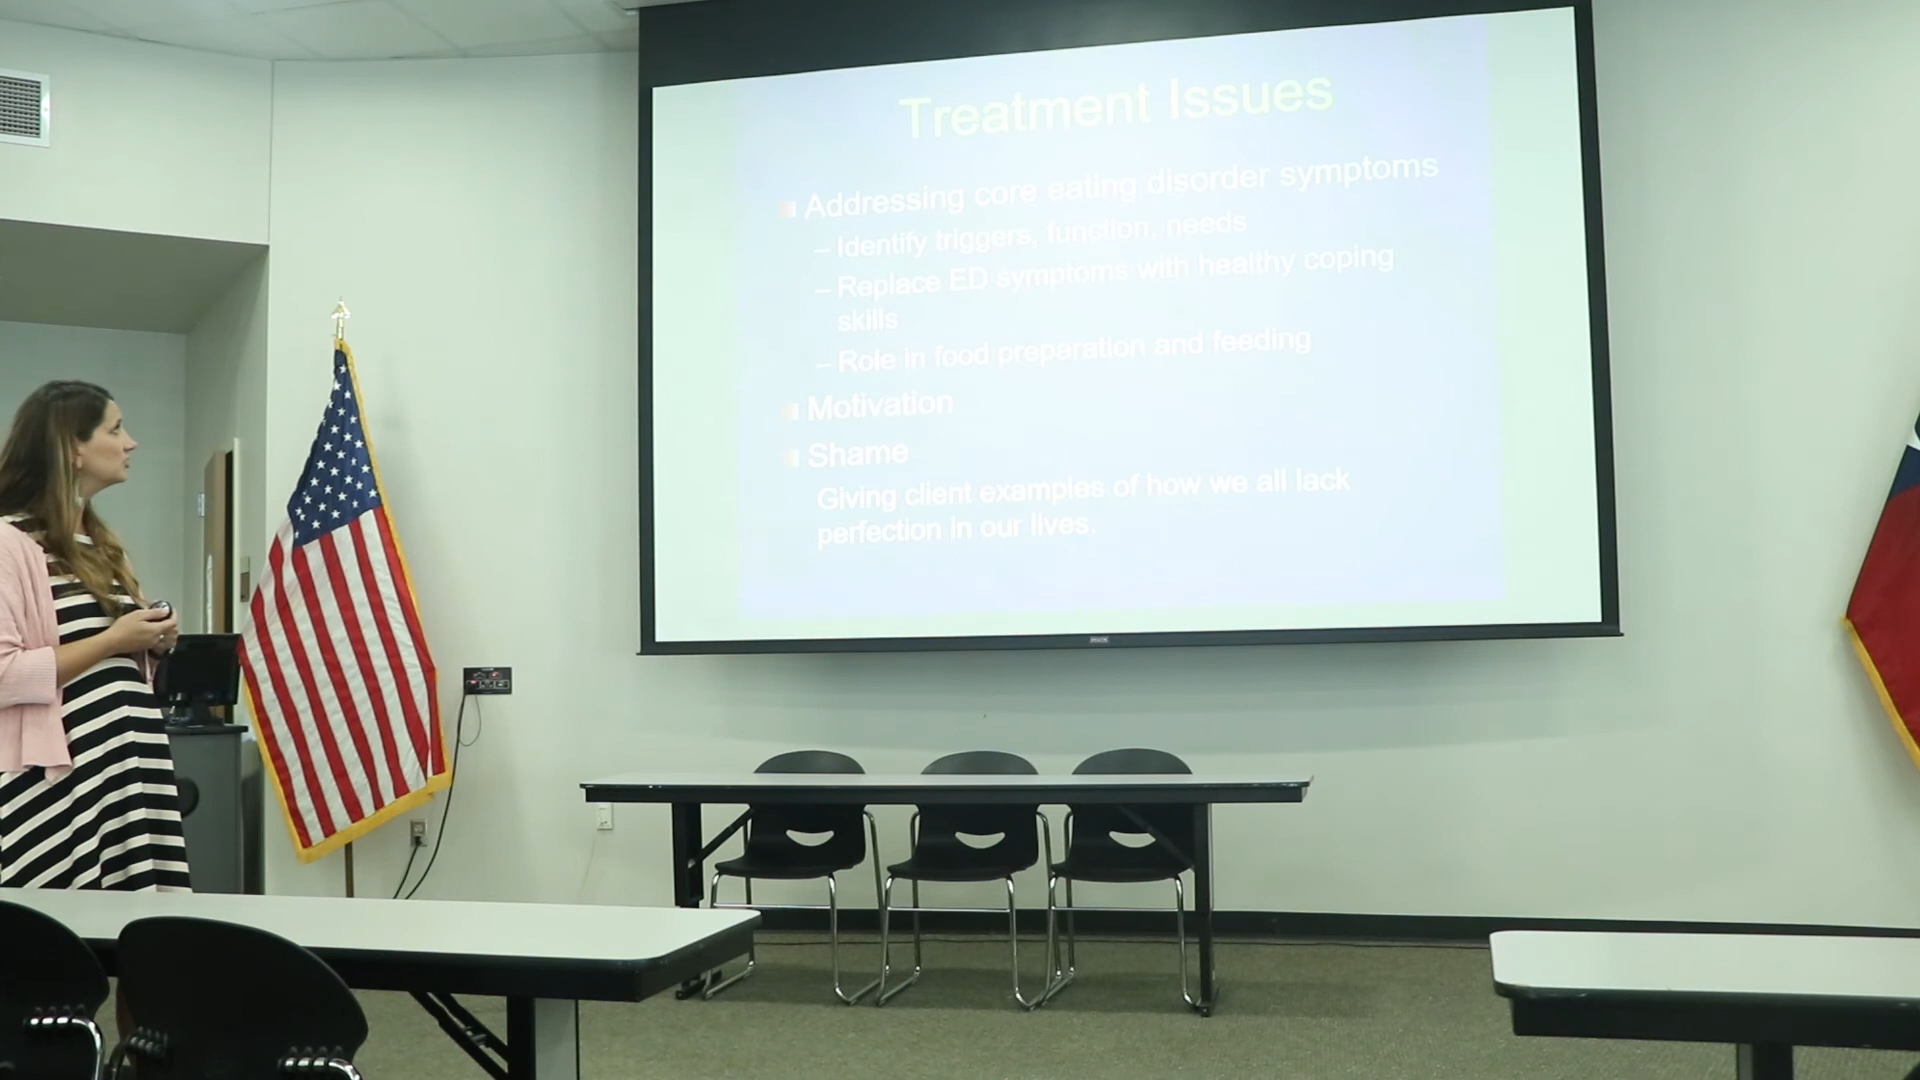 Treatment Issues
Addressing core eating disorder symptoms
– Identify triggers, function, needs
– Replace ED symptoms with healthy coping
skills
– Role in food preparation and feeding
Motivation
Shame
Giving client examples of how we all lack
perfection in our lives.